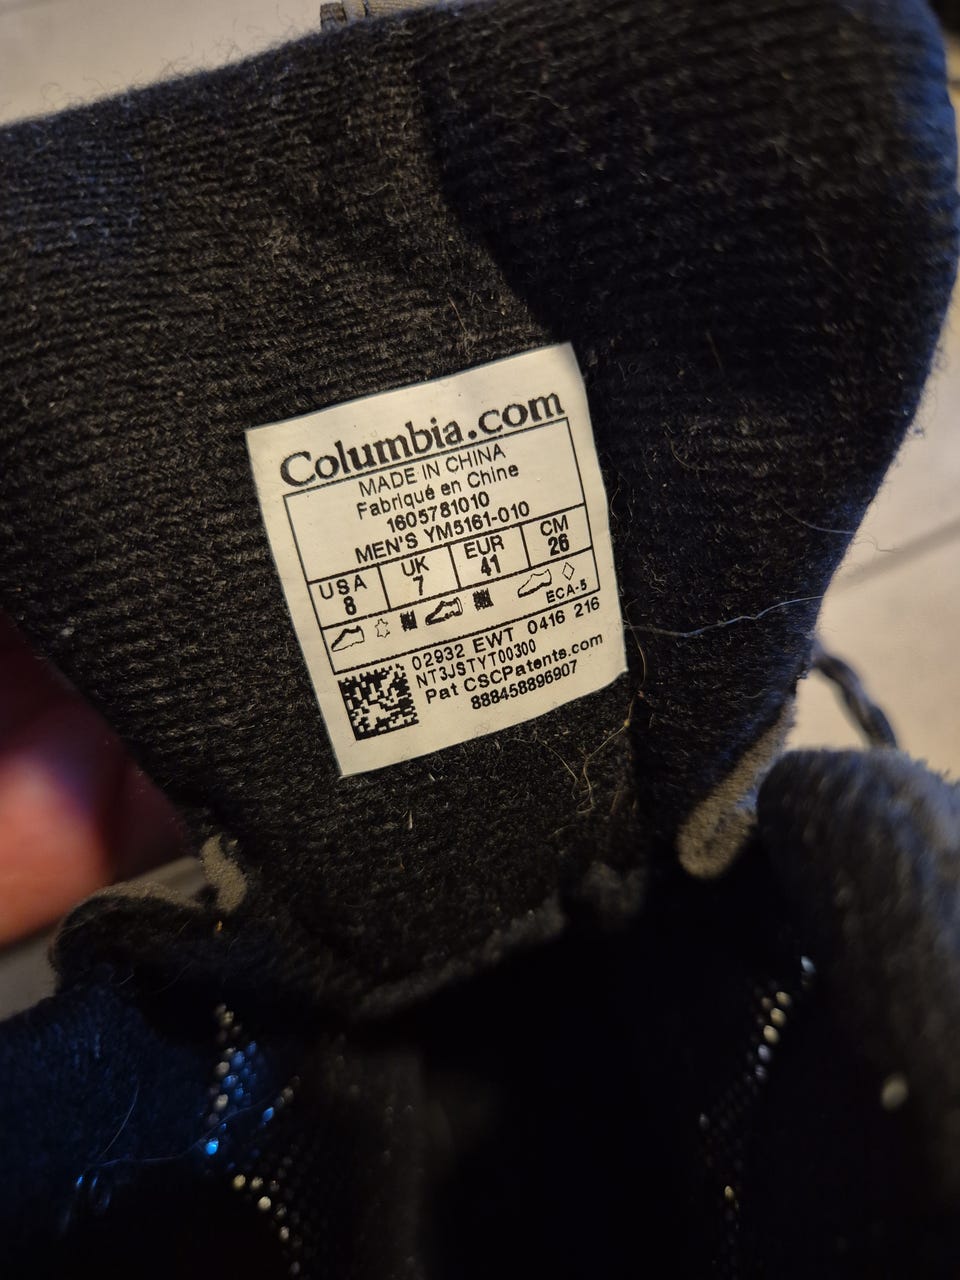 Columbia.com
MADE IN CHINA
Fabriqué en Chine
1605781010
MEN'S YM5161-010
USA UK EUR CM
8 7 41 26
ECA-5
02932 EWT 0416 216
NT3JSTYT00300
Pat CSCPatents.com
888458896907